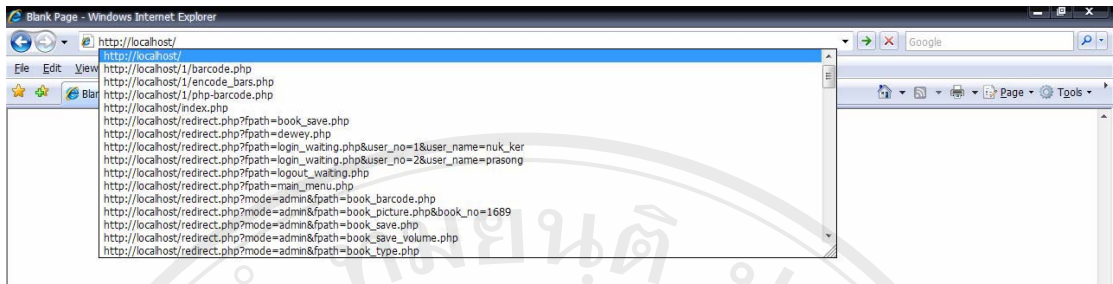 Blank Page - Windows Internet Explorer
http://localhost/
Google
http://localhost/
File Edit View
http://localhost/1/barcode.php
http://localhost/1/encode_bars.php
Blar
Page Tools
http://localhost/1/php-barcode.php
http://localhost/index.php
http://localhost/redirect.php?fpath=book_save.php
http://localhost/redirect.php?fpath=dewey.php
http://localhost/redirect.php?fpath=login_waiting.php&user_no=1&user_name=nuk_ker
http://localhost/redirect.php?fpath=login_waiting.php&user_no=2&user_name=prasong
http://localhost/redirect.php?fpath=logout_waiting.php
http://localhost/redirect.php?fpath=main_menu.php
http://localhost/redirect.php?mode=admin&fpath=book_barcode.php
http://localhost/redirect.php?mode=admin&fpath=book_picture.php&book_no=1689
http://localhost/redirect.php?mode=admin&fpath=book_save.php
http://localhost/redirect.php?mode=admin&fpath=book_save_volume.php
http://localhost/redirect.php?mode=admin&fpath=book_type.php